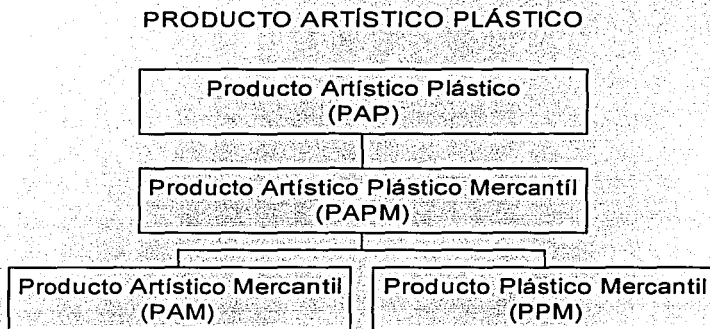 PRODUCTO ARTÍSTICO PLÁSTICO
Producto Artístico Plástico
(PAP)
Producto Artístico Plástico Mercantíl
(PAPM)
Producto Artístico Mercantil
(PAM)
Producto Plástico Mercantil
(PPM)